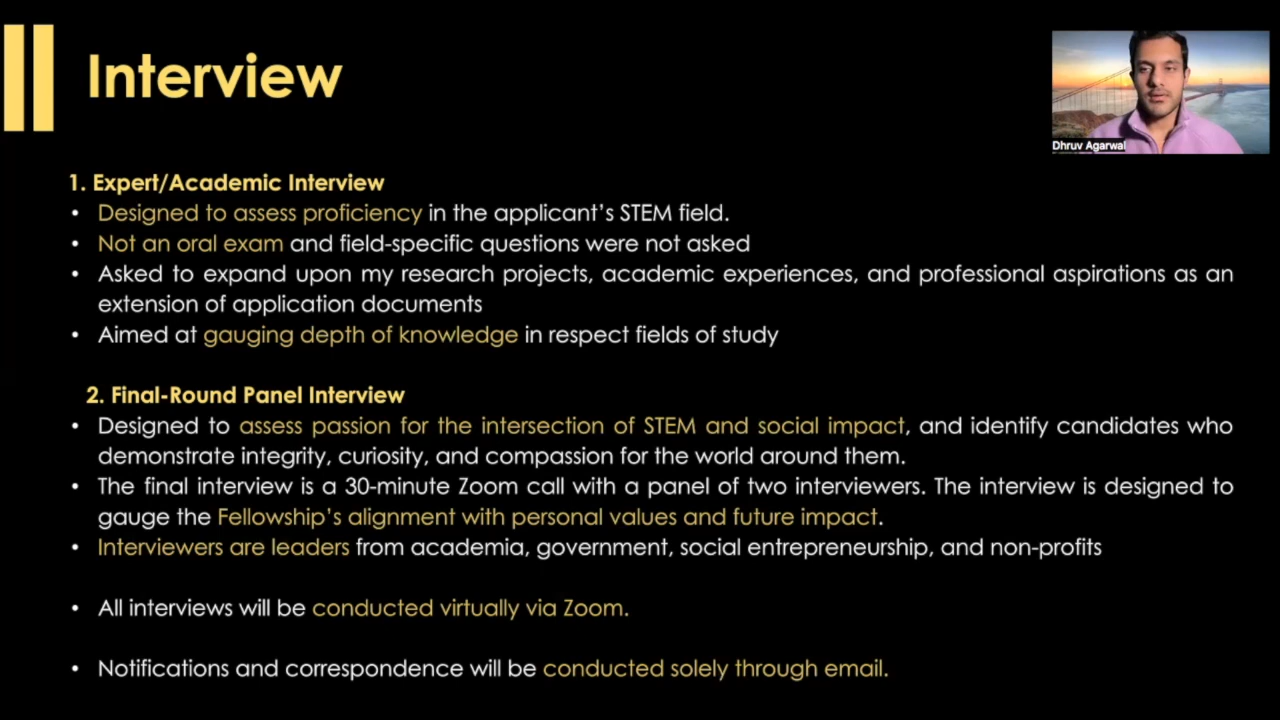 Interview
Dhruv Agarwal
1. Expert/Academic Interview
• Designed to assess proficiency in the applicant’s STEM field.
• Not an oral exam and field-specific questions were not asked
• Asked to expand upon my research projects, academic experiences, and professional aspirations as an
extension of application documents
• Aimed at gauging depth of knowledge in respect fields of study
2. Final-Round Panel Interview
• Designed to assess passion for the intersection of STEM and social impact, and identify candidates who
demonstrate integrity, curiosity, and compassion for the world around them.
• The final interview is a 30-minute Zoom call with a panel of two interviewers. The interview is designed to
gauge the Fellowship’s alignment with personal values and future impact.
• Interviewers are leaders from academia, government, social entrepreneurship, and non-profits
• All interviews will be conducted virtually via Zoom.
• Notifications and correspondence will be conducted solely through email.